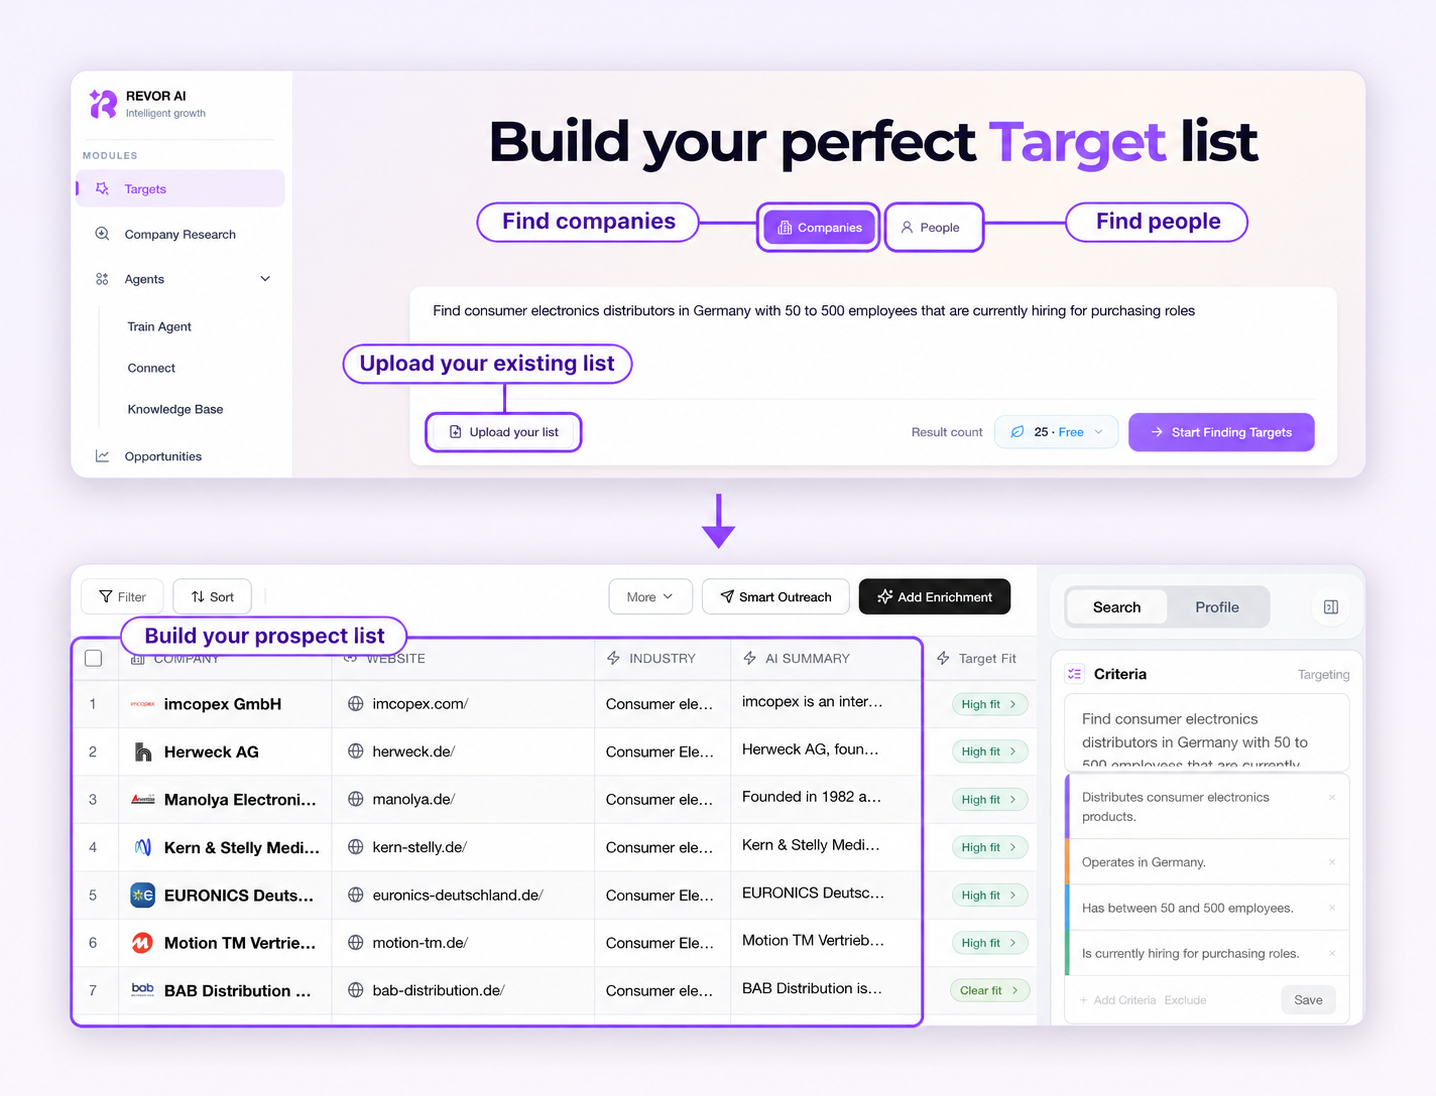 REVOR AI
Intelligent growth
MODULES
Targets
Company Research
Agents
Train Agent
Connect
Knowledge Base
Opportunities
Build your perfect Target list
Find companies
Companies
People
Find people
Find consumer electronics distributors in Germany with 50 to 500 employees that are currently hiring for purchasing roles
Upload your existing list
Upload your list
Result count
25 · Free
Start Finding Targets
Filter
Sort
More
Smart Outreach
Add Enrichment
Build your prospect list
COMPANY WEBSITE INDUSTRY AI SUMMARY Target Fit
1 imcopex GmbH imcopex.com/ Consumer ele... imcopex is an inter... High fit
2 Herweck AG herweck.de/ Consumer Ele... Herweck AG, foun... High fit
3 Manolya Electroni... manolya.de/ Consumer ele... Founded in 1982 a... High fit
4 Kern & Stelly Medi... kern-stelly.de/ Consumer ele... Kern & Stelly Medi... High fit
5 EURONICS Deuts... euronics-deutschland.de/ Consumer Ele... EURONICS Deutsc... High fit
6 Motion TM Vertrie... motion-tm.de/ Consumer Ele... Motion TM Vertrieb... High fit
7 bob BAB Distribution ... bab-distribution.de/ Consumer ele... BAB Distribution is... Clear fit
Search
Profile
Criteria
Targeting
Find consumer electronics
distributors in Germany with 50 to
500 employees that are currently
Distributes consumer electronics
products.
Operates in Germany.
Has between 50 and 500 employees.
Is currently hiring for purchasing roles.
+ Add Criteria Exclude
Save